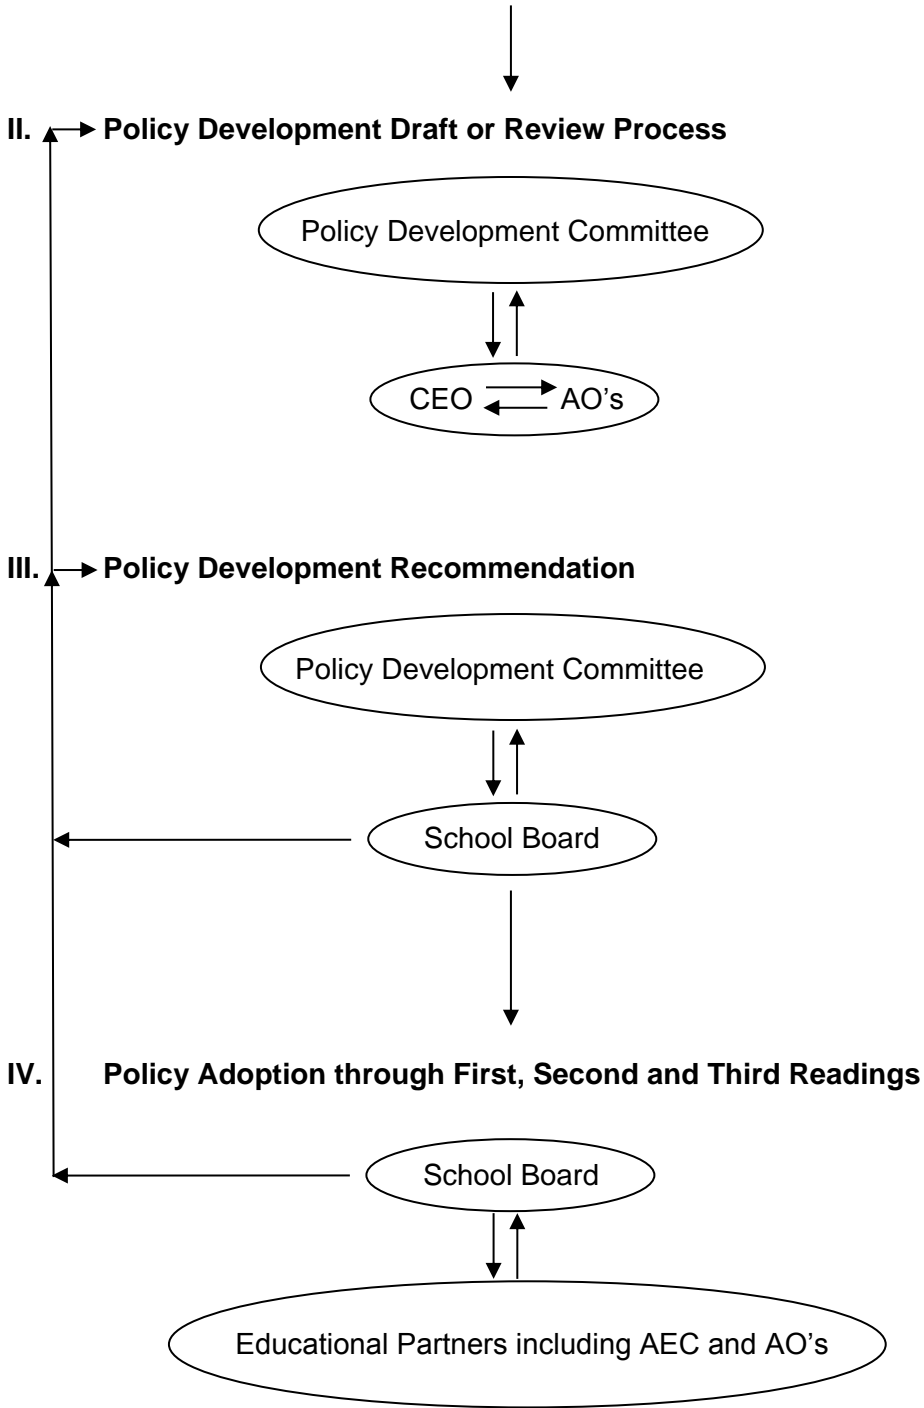 II. Policy Development Draft or Review Process
Policy Development Committee
CEO AO’s
III. Policy Development Recommendation
Policy Development Committee
School Board
IV. Policy Adoption through First, Second and Third Readings
School Board
Educational Partners including AEC and AO’s